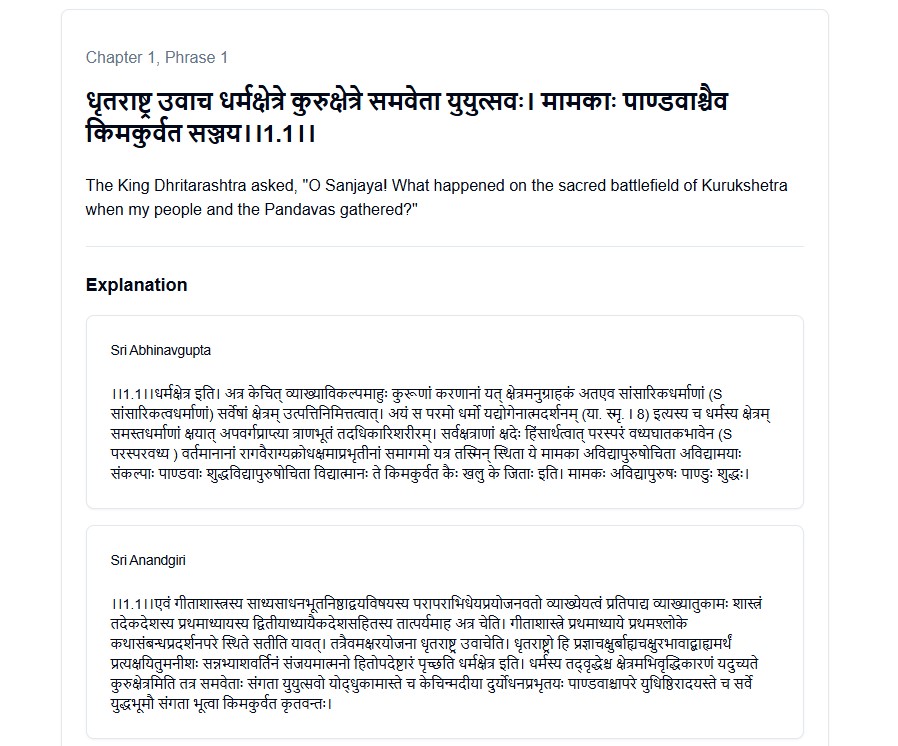 Chapter 1, Phrase 1
धृतराष्ट्र उवाच धर्मक्षेत्रे कुरुक्षेत्रे समवेता युयुत्सवः। मामकाः पाण्डवाश्चैव
किमकुर्वत सञ्जय।।1.1।।
The King Dhritarashtra asked, "O Sanjaya! What happened on the sacred battlefield of Kurukshetra
when my people and the Pandavas gathered?"
Explanation
Sri Abhinavgupta
।।1.1।।धर्मक्षेत्र इति। अत्र केचित् व्याख्याविकल्पमाहुः कुरूणां करणानां यत् क्षेत्रमनुग्राहकं अतएव सांसारिकधर्माणां (S
सांसारिकत्वधर्माणां) सर्वेषां क्षेत्रम् उत्पत्तिनिमित्तत्वात्। अयं स परमो धर्मो यद्योगेनात्मदर्शनम् (या. स्मृ. । 8) इत्यस्य च धर्मस्य क्षेत्रम्
समस्तधर्माणां क्षयात् अपवर्गप्राप्त्या त्राणभूतं तदधिकारिशरीरम्। सर्वक्षत्राणां क्षदेः हिंसार्थत्वात् परस्परं वध्यघातकभावेन (S
परस्परवध्य ) वर्तमानानां रागवैराग्यक्रोधक्षमाप्रभृतीनां समागमो यत्र तस्मिन् स्थिता ये मामका अविद्यापुरुषोचिता अविद्यामयाः
संकल्पाः पाण्डवाः शुद्धविद्यापुरुषोचिता विद्यात्मानः ते किमकुर्वत कैः खलु के जिताः इति। मामकः अविद्यापुरुषः पाण्डुः शुद्धः।
Sri Anandgiri
।।1.1।।एवं गीताशास्त्रस्य साध्यसाधनभूतनिष्ठाद्वयविषयस्य परापराभिधेयप्रयोजनवतो व्याख्येयत्वं प्रतिपाद्य व्याख्यातुकामः शास्त्रं
तदेकदेशस्य प्रथमाध्यायस्य द्वितीयाध्यायैकदेशसहितस्य तात्पर्यमाह अत्र चेति। गीताशास्त्रे प्रथमाध्याये प्रथमश्लोके
कथासंबन्धप्रदर्शनपरे स्थिते सतीति यावत्। तत्रैवमक्षरयोजना धृतराष्ट्र उवाचेति। धृतराष्ट्रो हि प्रज्ञाचक्षुर्बाह्यचक्षुरभावाद्बाह्यमर्थं
प्रत्यक्षयितुमनीशः सन्नभ्याशवर्तिनं संजयमात्मनो हितोपदेष्टारं पृच्छति धर्मक्षेत्र इति। धर्मस्य तद्वृद्धेश्च क्षेत्रमभिवृद्धिकारणं यदुच्यते
कुरुक्षेत्रमिति तत्र समवेताः संगता युयुत्सवो योद्धुकामास्ते च केचिन्मदीया दुर्योधनप्रभृतयः पाण्डवाश्चापरे युधिष्ठिरादयस्ते च सर्वे
युद्धभूमौ संगता भूत्वा किमकुर्वत कृतवन्तः।